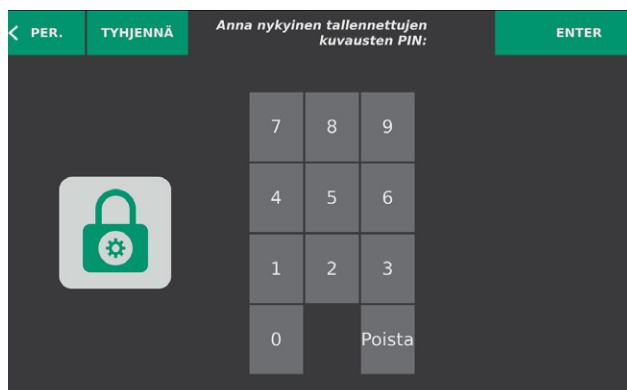 PER.
TYHJENNÄ
Anna nykyinen tallennettujen
kuvausten PIN:
ENTER
7 8 9
4 5 6
1 2 3
0 Poista